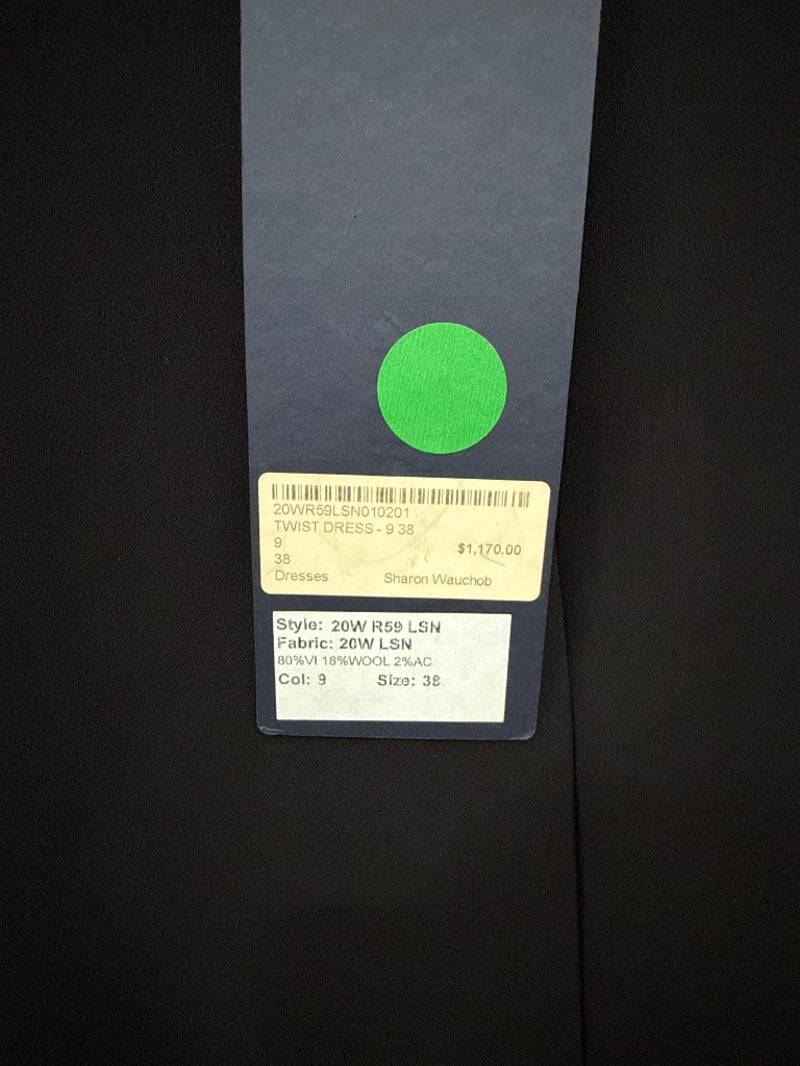 20WR59LSN010201
TWIST DRESS - 9 38
9
$1,170.00
38
Dresses Sharon Wauchob
Style: 20W R59 LSN
Fabric: 20W LSN
80%VI 18%WOOL 2%AC
Col: 9 Size: 38